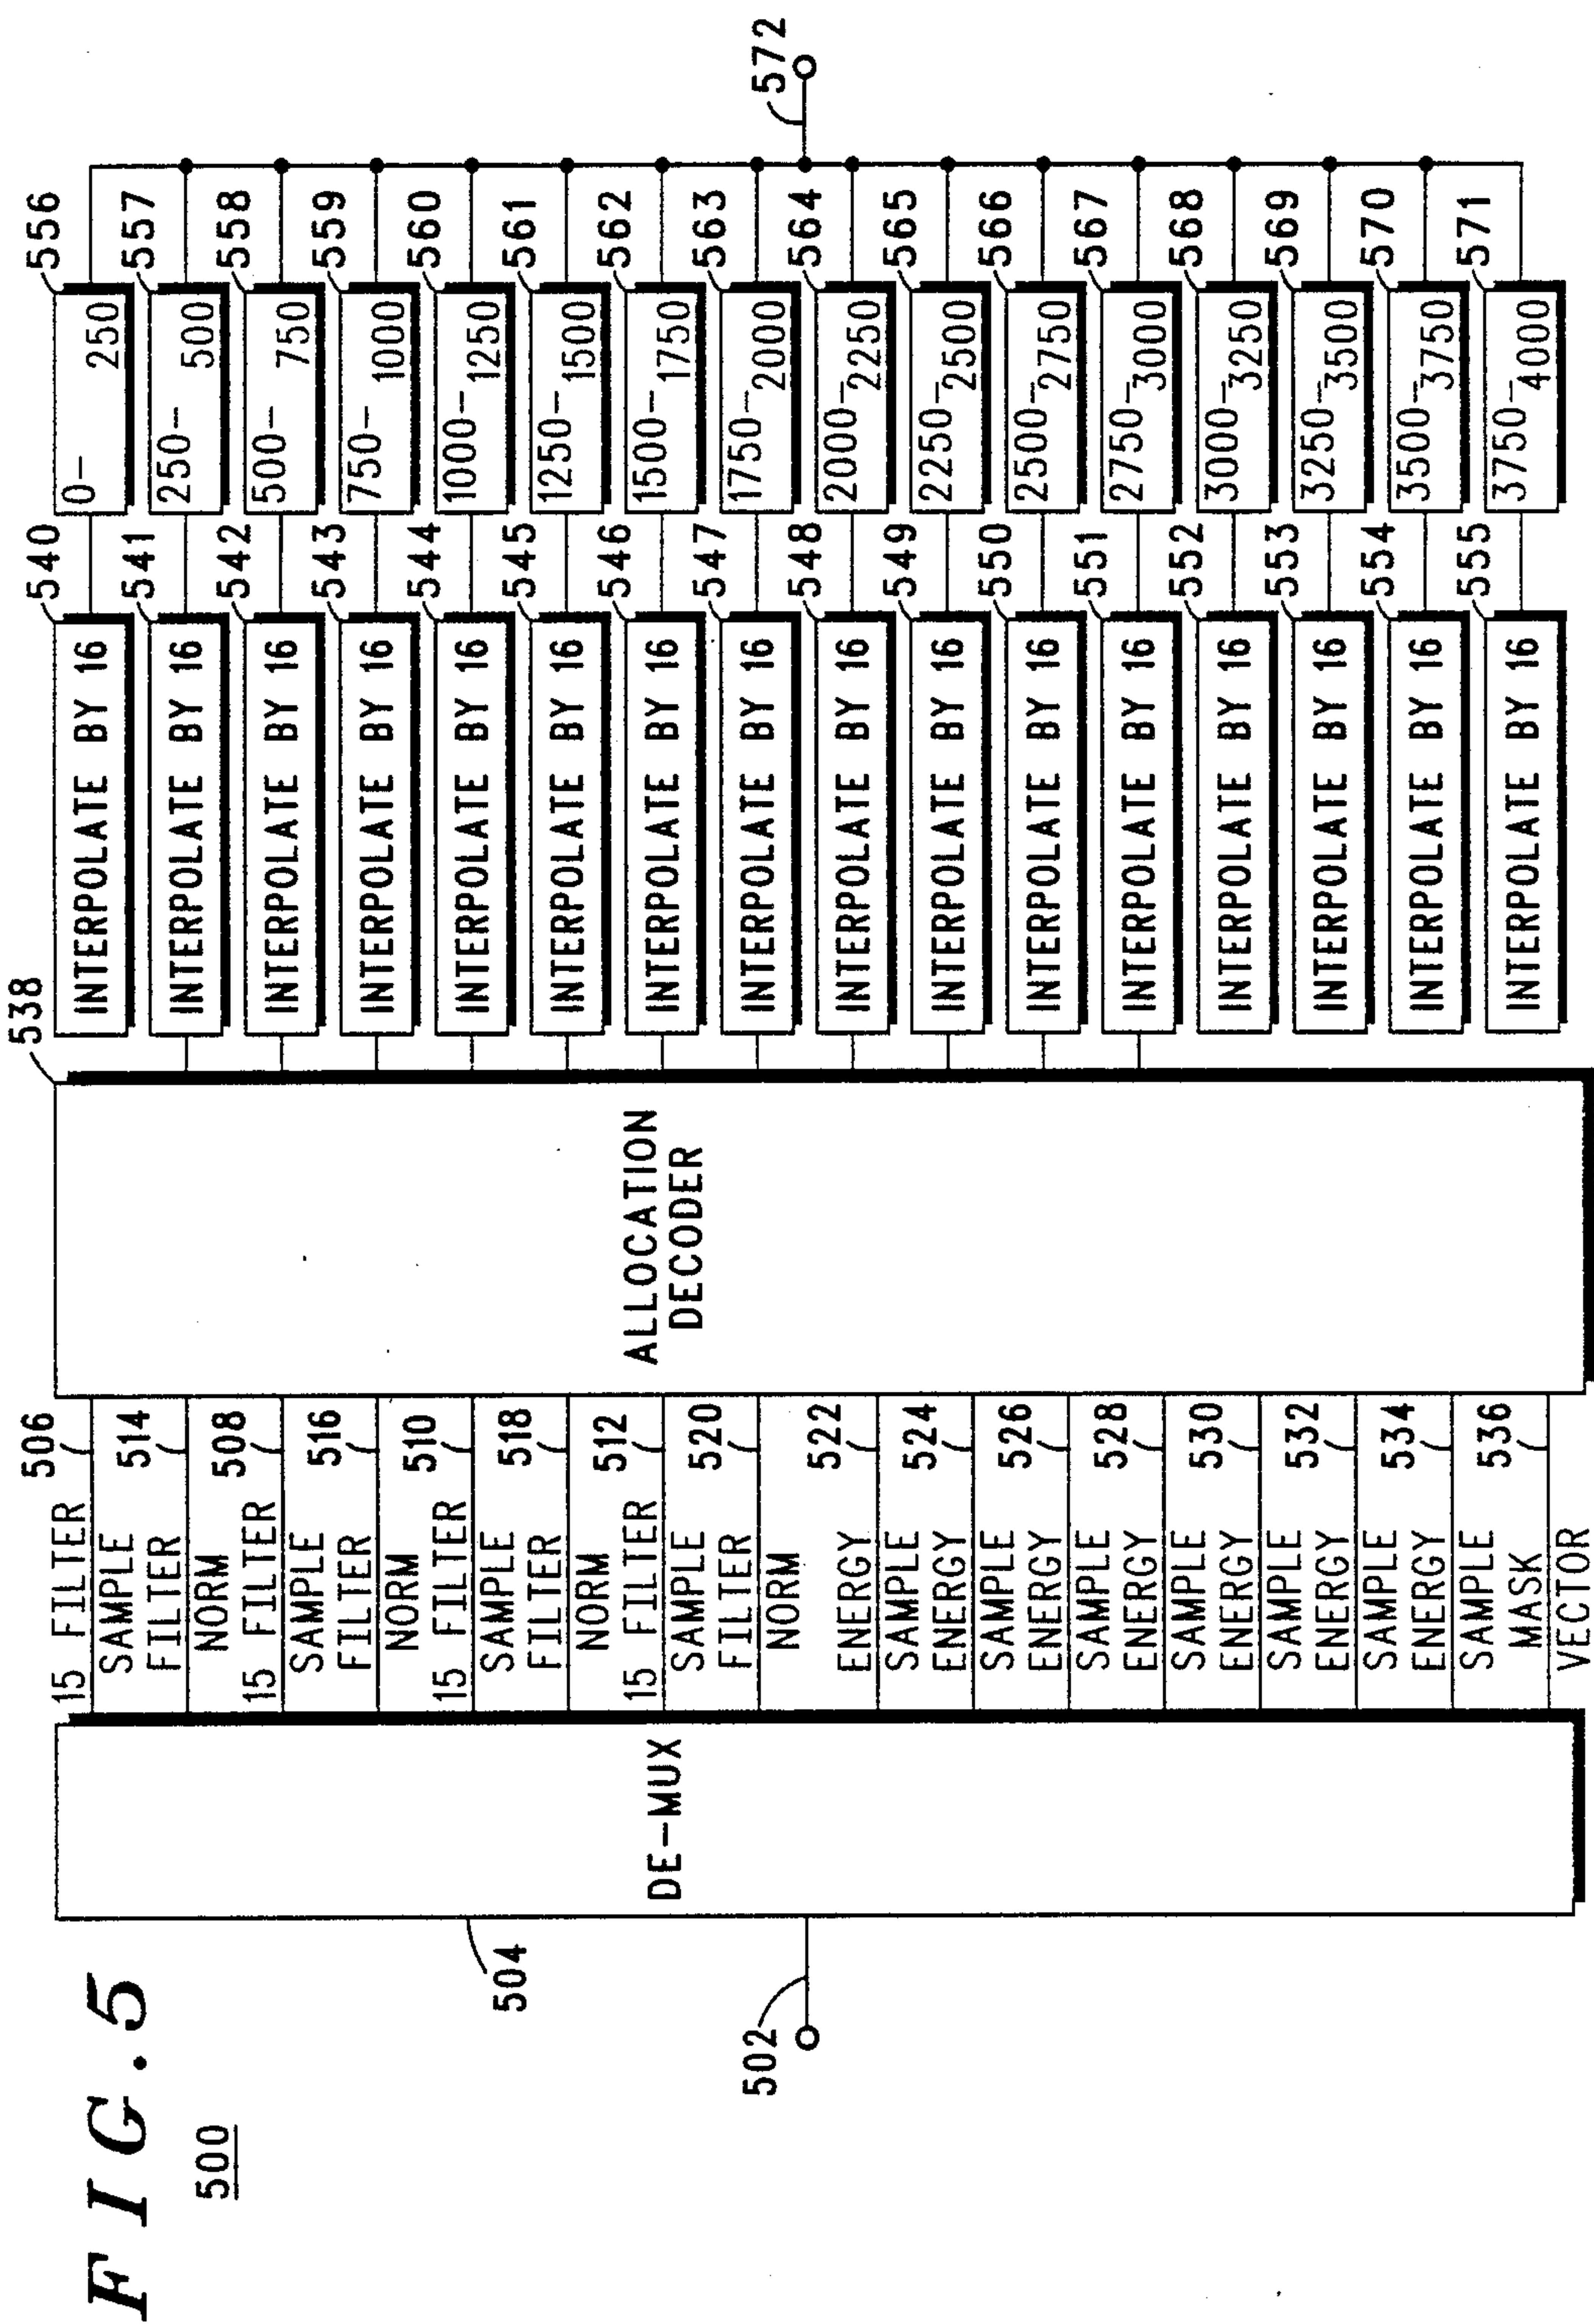 FIG. 5
500
502
504
DE-MUX
506
15 FILTER
SAMPLE
514
FILTER
NORM
508
15 FILTER
SAMPLE
516
FILTER
NORM
510
15 FILTER
SAMPLE
518
FILTER
NORM
512
15 FILTER
SAMPLE
520
FILTER
NORM
522
ENERGY
SAMPLE
524
ENERGY
SAMPLE
526
ENERGY
SAMPLE
528
ENERGY
SAMPLE
530
ENERGY
SAMPLE
532
ENERGY
SAMPLE
534
ENERGY
SAMPLE
536
MASK
VECTOR
538
ALLOCATION
DECODER
540
INTERPOLATE BY 16
541
INTERPOLATE BY 16
542
INTERPOLATE BY 16
543
INTERPOLATE BY 16
544
INTERPOLATE BY 16
545
INTERPOLATE BY 16
546
INTERPOLATE BY 16
547
INTERPOLATE BY 16
548
INTERPOLATE BY 16
549
INTERPOLATE BY 16
550
INTERPOLATE BY 16
551
INTERPOLATE BY 16
552
INTERPOLATE BY 16
553
INTERPOLATE BY 16
554
INTERPOLATE BY 16
555
INTERPOLATE BY 16
556
0-
250
557
250-
500
558
500-
750
559
750-
1000
560
1000-
1250
561
1250-
1500
562
1500-
1750
563
1750-
2000
564
2000-
2250
565
2250-
2500
566
2500-
2750
567
2750-
3000
568
3000-
3250
569
3250-
3500
570
3500-
3750
571
3750-
4000
572